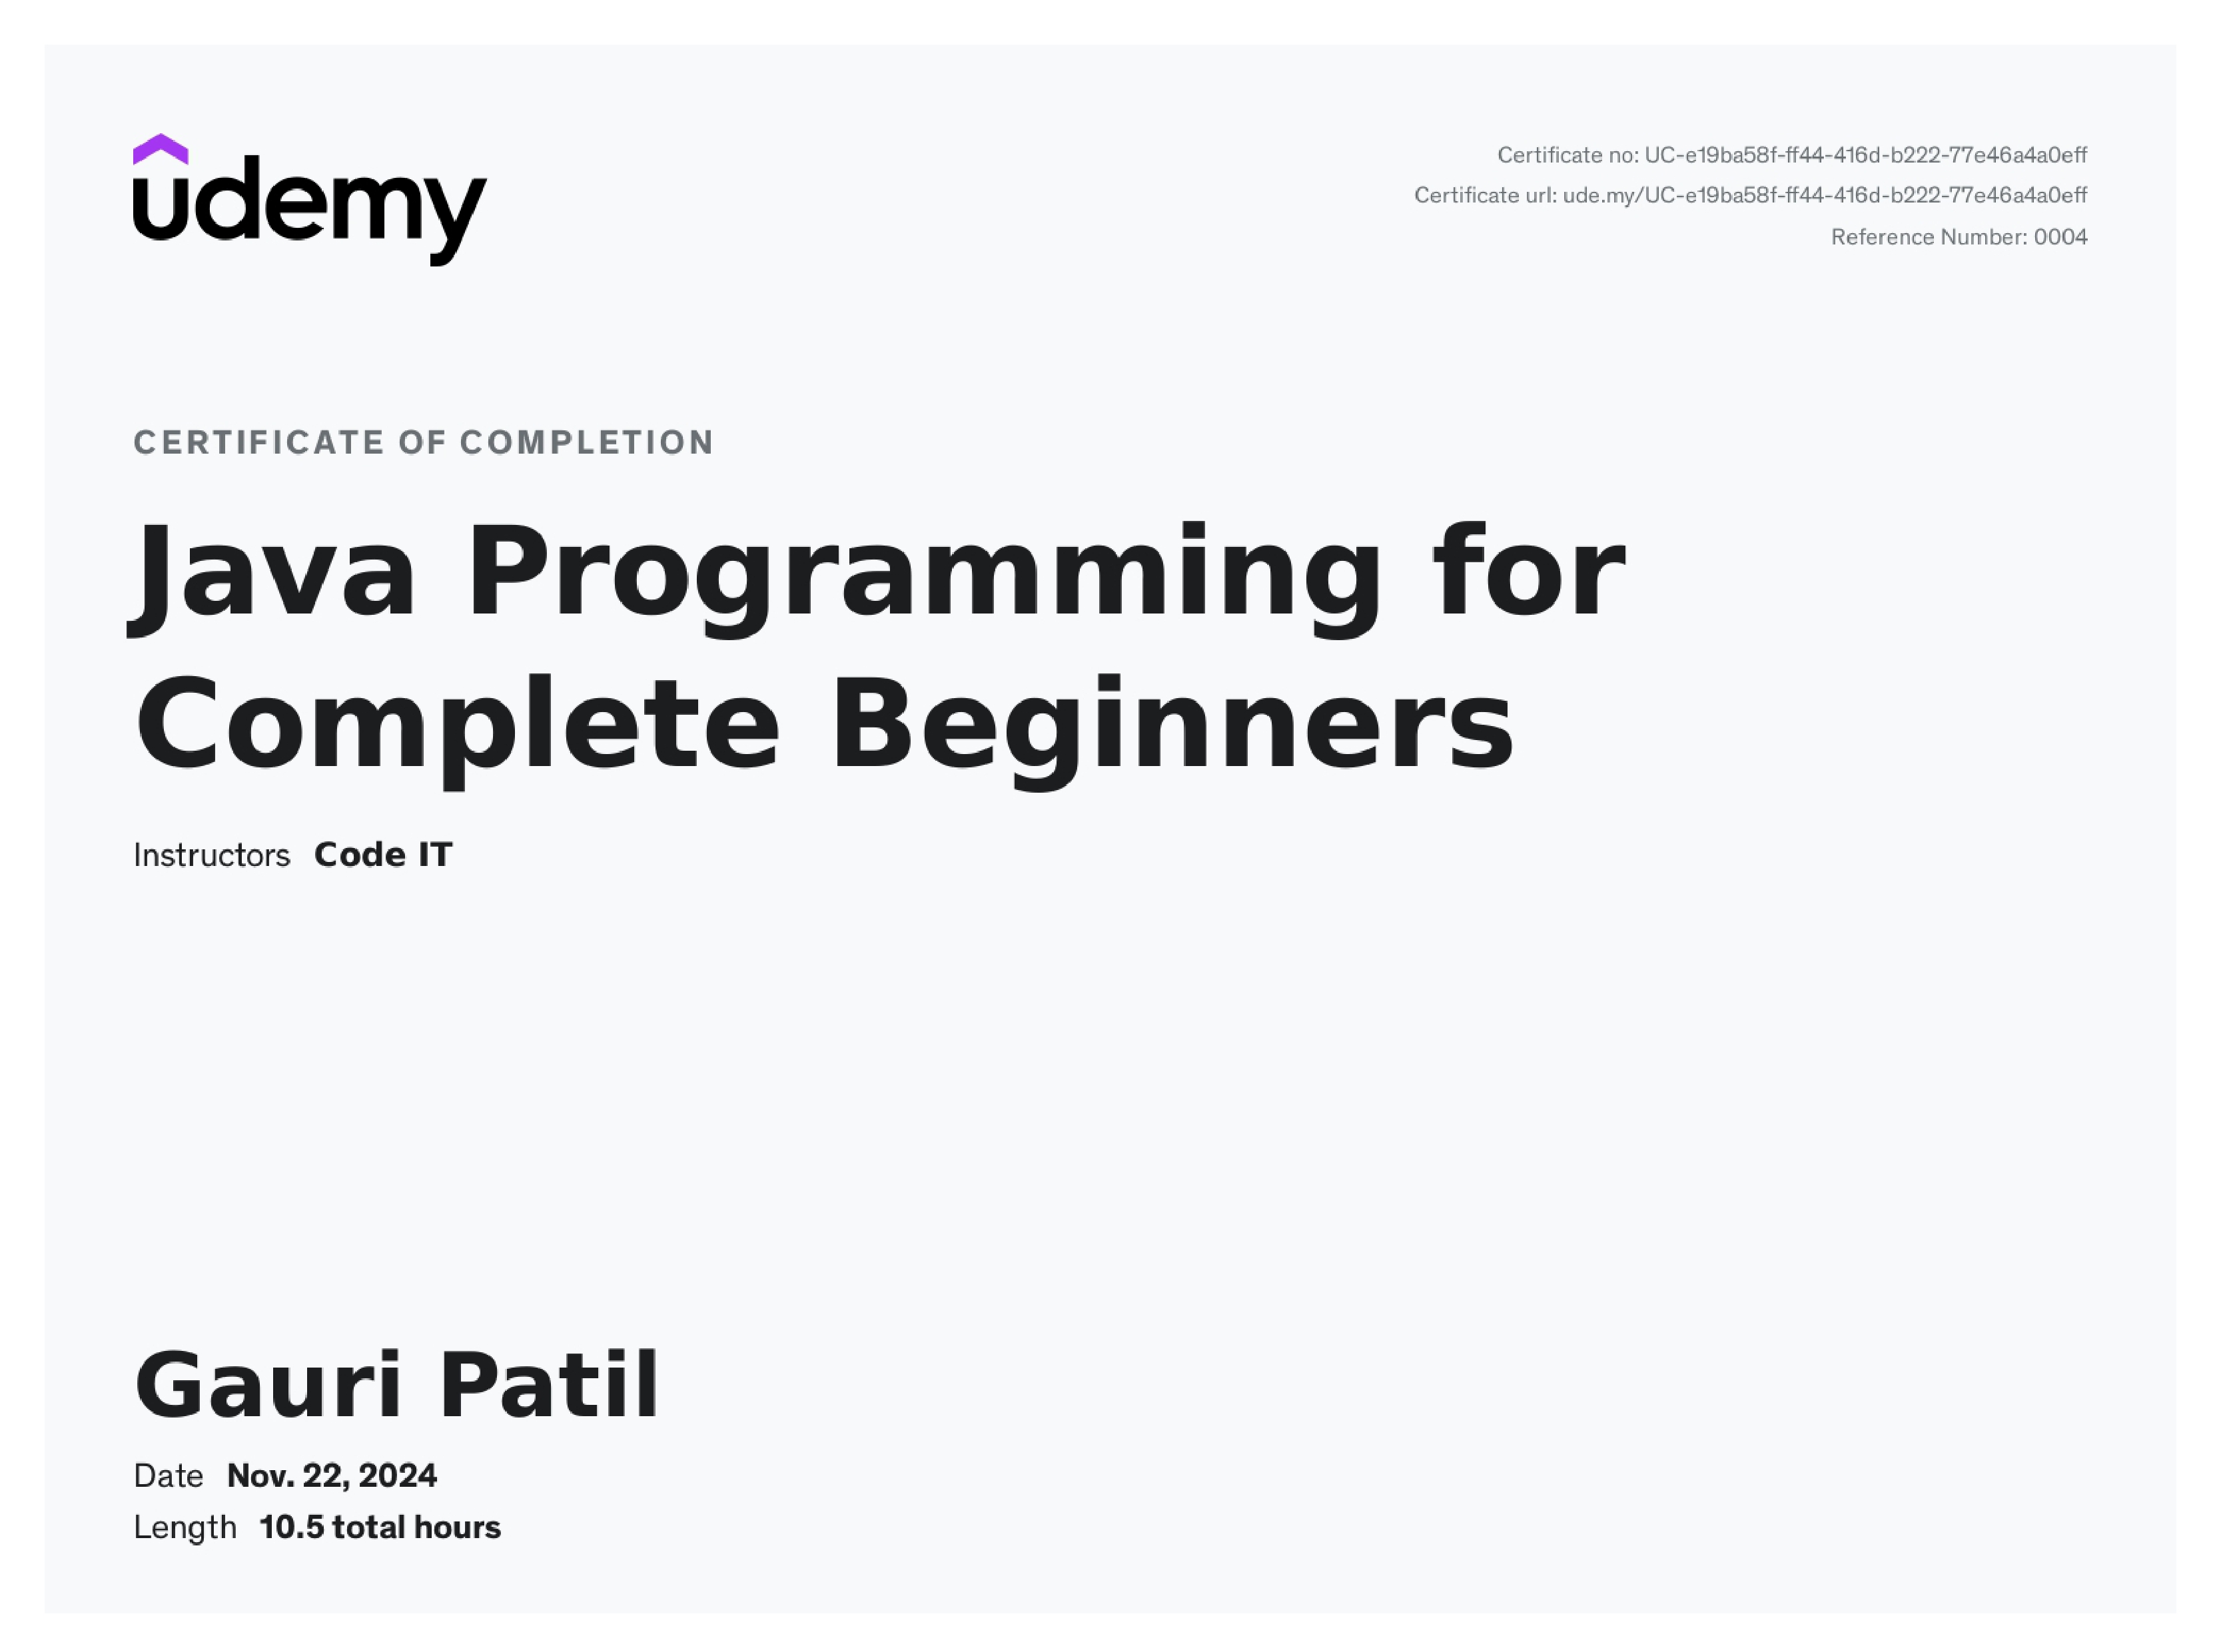 udemy
Certificate no: UC-e19ba58f-ff44-416d-b222-77e46a4a0eff
Certificate url: ude.my/UC-e19ba58f-ff44-416d-b222-77e46a4a0eff
Reference Number: 0004
CERTIFICATE OF COMPLETION
Java Programming for
Complete Beginners
Instructors Code IT
Gauri Patil
Date Nov. 22, 2024
Length 10.5 total hours